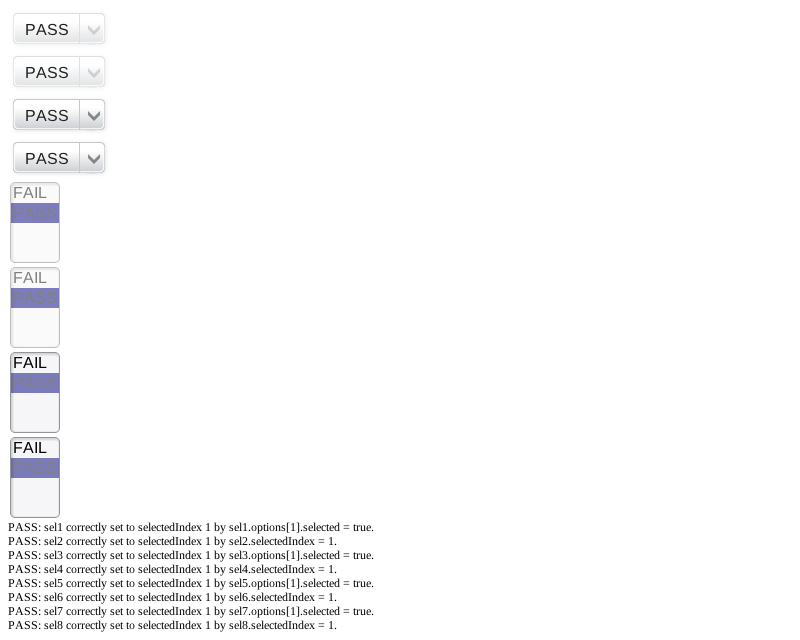 PASS
PASS
PASS
PASS
FAIL
PASS
FAIL
PASS
FAIL
PASS
FAIL
PASS
PASS: sel1 correctly set to selectedIndex 1 by sel1.options[1].selected = true.
PASS: sel2 correctly set to selectedIndex 1 by sel2.selectedIndex = 1.
PASS: sel3 correctly set to selectedIndex 1 by sel3.options[1].selected = true.
PASS: sel4 correctly set to selectedIndex 1 by sel4.selectedIndex = 1.
PASS: sel5 correctly set to selectedIndex 1 by sel5.options[1].selected = true.
PASS: sel6 correctly set to selectedIndex 1 by sel6.selectedIndex = 1.
PASS: sel7 correctly set to selectedIndex 1 by sel7.options[1].selected = true.
PASS: sel8 correctly set to selectedIndex 1 by sel8.selectedIndex = 1.